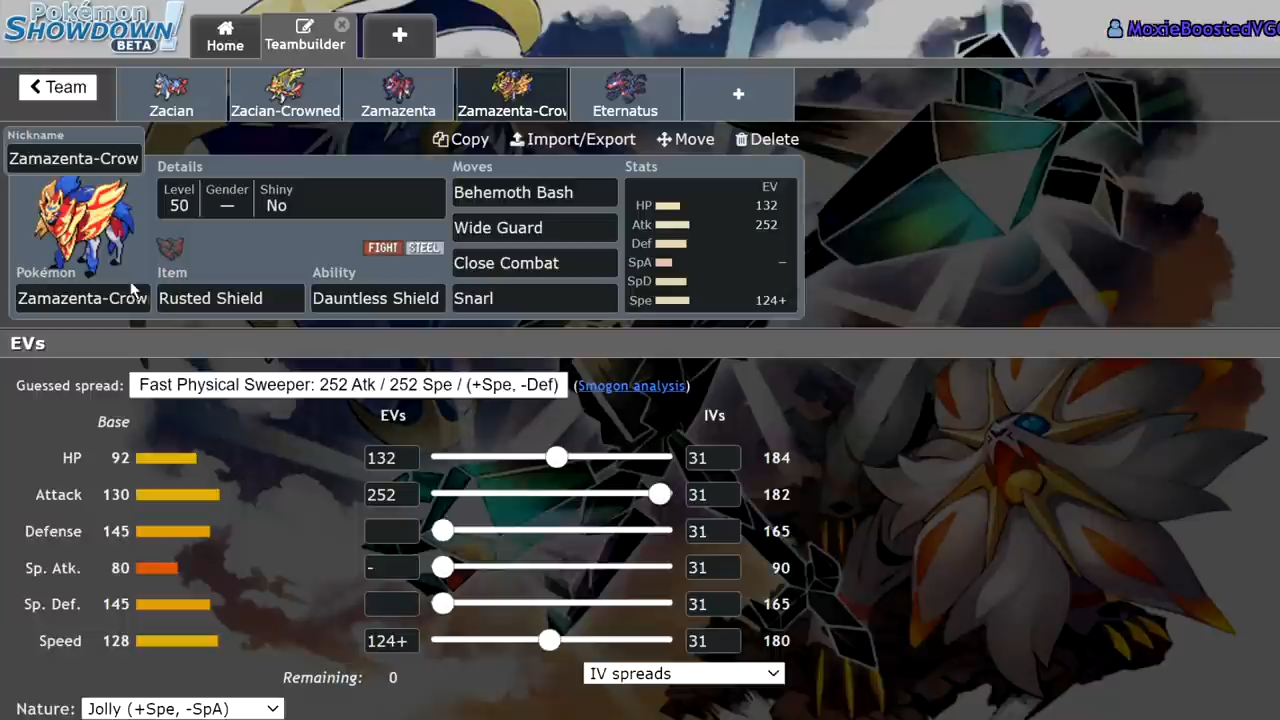 Pokémon
SHOWDOWN!
BETA
Home
Teambuilder
+
MoxieBoostedVG
Team
Zacian
Zacian-Crowned
Zamazenta
Zamazenta-Crow
Eternatus
+
Nickname
Zamazenta-Crow
Copy
Import/Export
Move
Delete
Details
Moves
Stats
Level
Gender
Shiny
50
—
No
Behemoth Bash
EV
HP 132
Wide Guard
Atk 252
Def
FIGHT STEEL
Close Combat
SpA –
Pokémon
Item
Ability
SpD
Zamazenta-Crow
Rusted Shield
Dauntless Shield
Snarl
Spe 124+
EVs
Guessed spread: Fast Physical Sweeper: 252 Atk / 252 Spe / (+Spe, -Def) (Smogon analysis)
Base EVs IVs
HP 92 132 31 184
Attack 130 252 31 182
Defense 145 31 165
Sp. Atk. 80 - 31 90
Sp. Def. 145 31 165
Speed 128 124+ 31 180
Remaining: 0 IV spreads
Nature: Jolly (+Spe, -SpA)